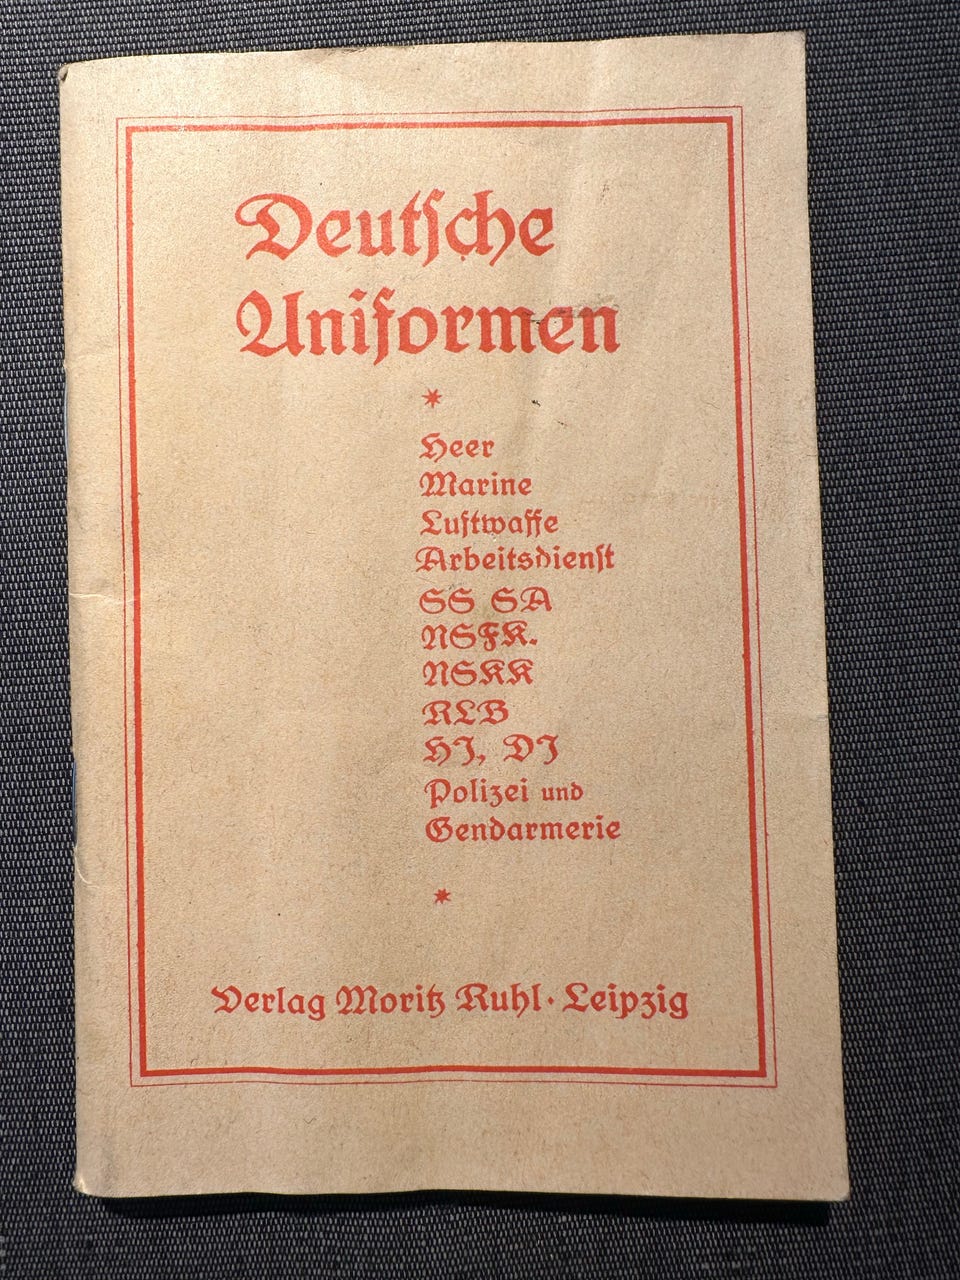 Deutsche
Uniformen
Heer
Marine
Luftwaffe
Arbeitsdienst
SS SA
NSFK.
NSKK
RLB
HJ, DJ
Polizei und
Gendarmerie
Verlag Moritz Ruhl · Leipzig